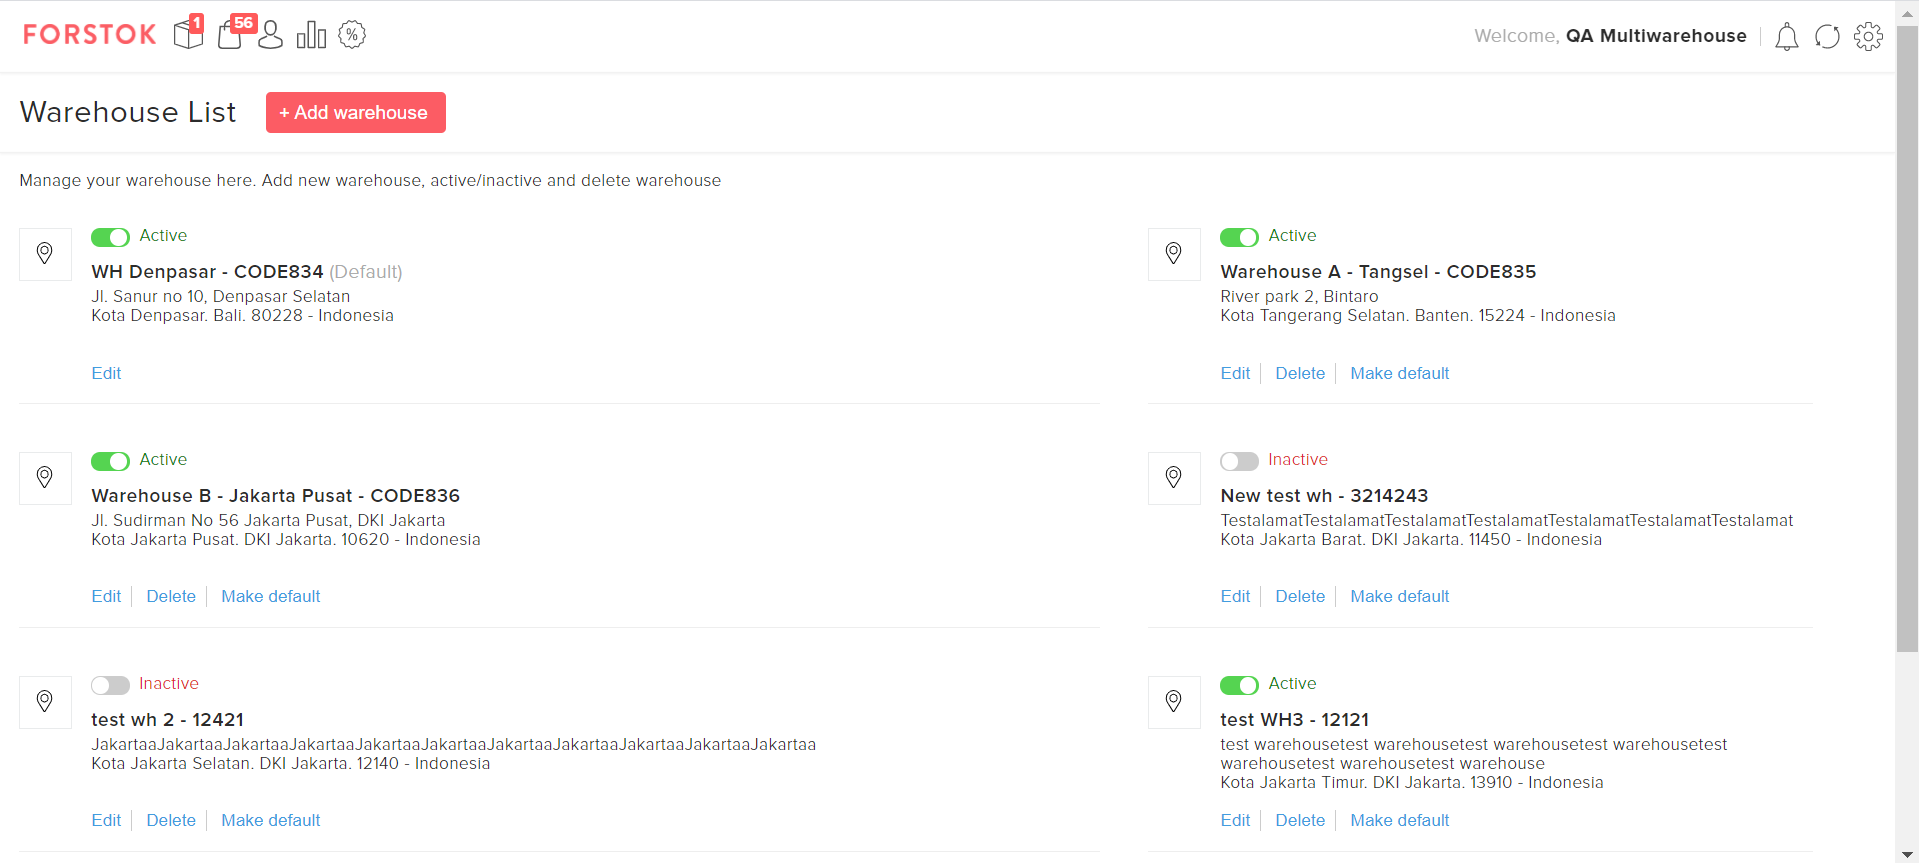 FORSTOK
1
56
%
Welcome, QA Multiwarehouse
Warehouse List
+ Add warehouse
Manage your warehouse here. Add new warehouse, active/inactive and delete warehouse
Active
WH Denpasar - CODE834 (Default)
Jl. Sanur no 10, Denpasar Selatan
Kota Denpasar. Bali. 80228 - Indonesia
Edit
Active
Warehouse A - Tangsel - CODE835
River park 2, Bintaro
Kota Tangerang Selatan. Banten. 15224 - Indonesia
Edit Delete Make default
Active
Warehouse B - Jakarta Pusat - CODE836
Jl. Sudirman No 56 Jakarta Pusat, DKI Jakarta
Kota Jakarta Pusat. DKI Jakarta. 10620 - Indonesia
Edit Delete Make default
Inactive
New test wh - 3214243
TestalamatTestalamatTestalamatTestalamatTestalamatTestalamatTestalamat
Kota Jakarta Barat. DKI Jakarta. 11450 - Indonesia
Edit Delete Make default
Inactive
test wh 2 - 12421
JakartaaJakartaaJakartaaJakartaaJakartaaJakartaaJakartaaJakartaaJakartaaJakartaaJakartaa
Kota Jakarta Selatan. DKI Jakarta. 12140 - Indonesia
Edit Delete Make default
Active
test WH3 - 12121
test warehousetest warehousetest warehousetest warehousetest
warehousetest warehousetest warehouse
Kota Jakarta Timur. DKI Jakarta. 13910 - Indonesia
Edit Delete Make default